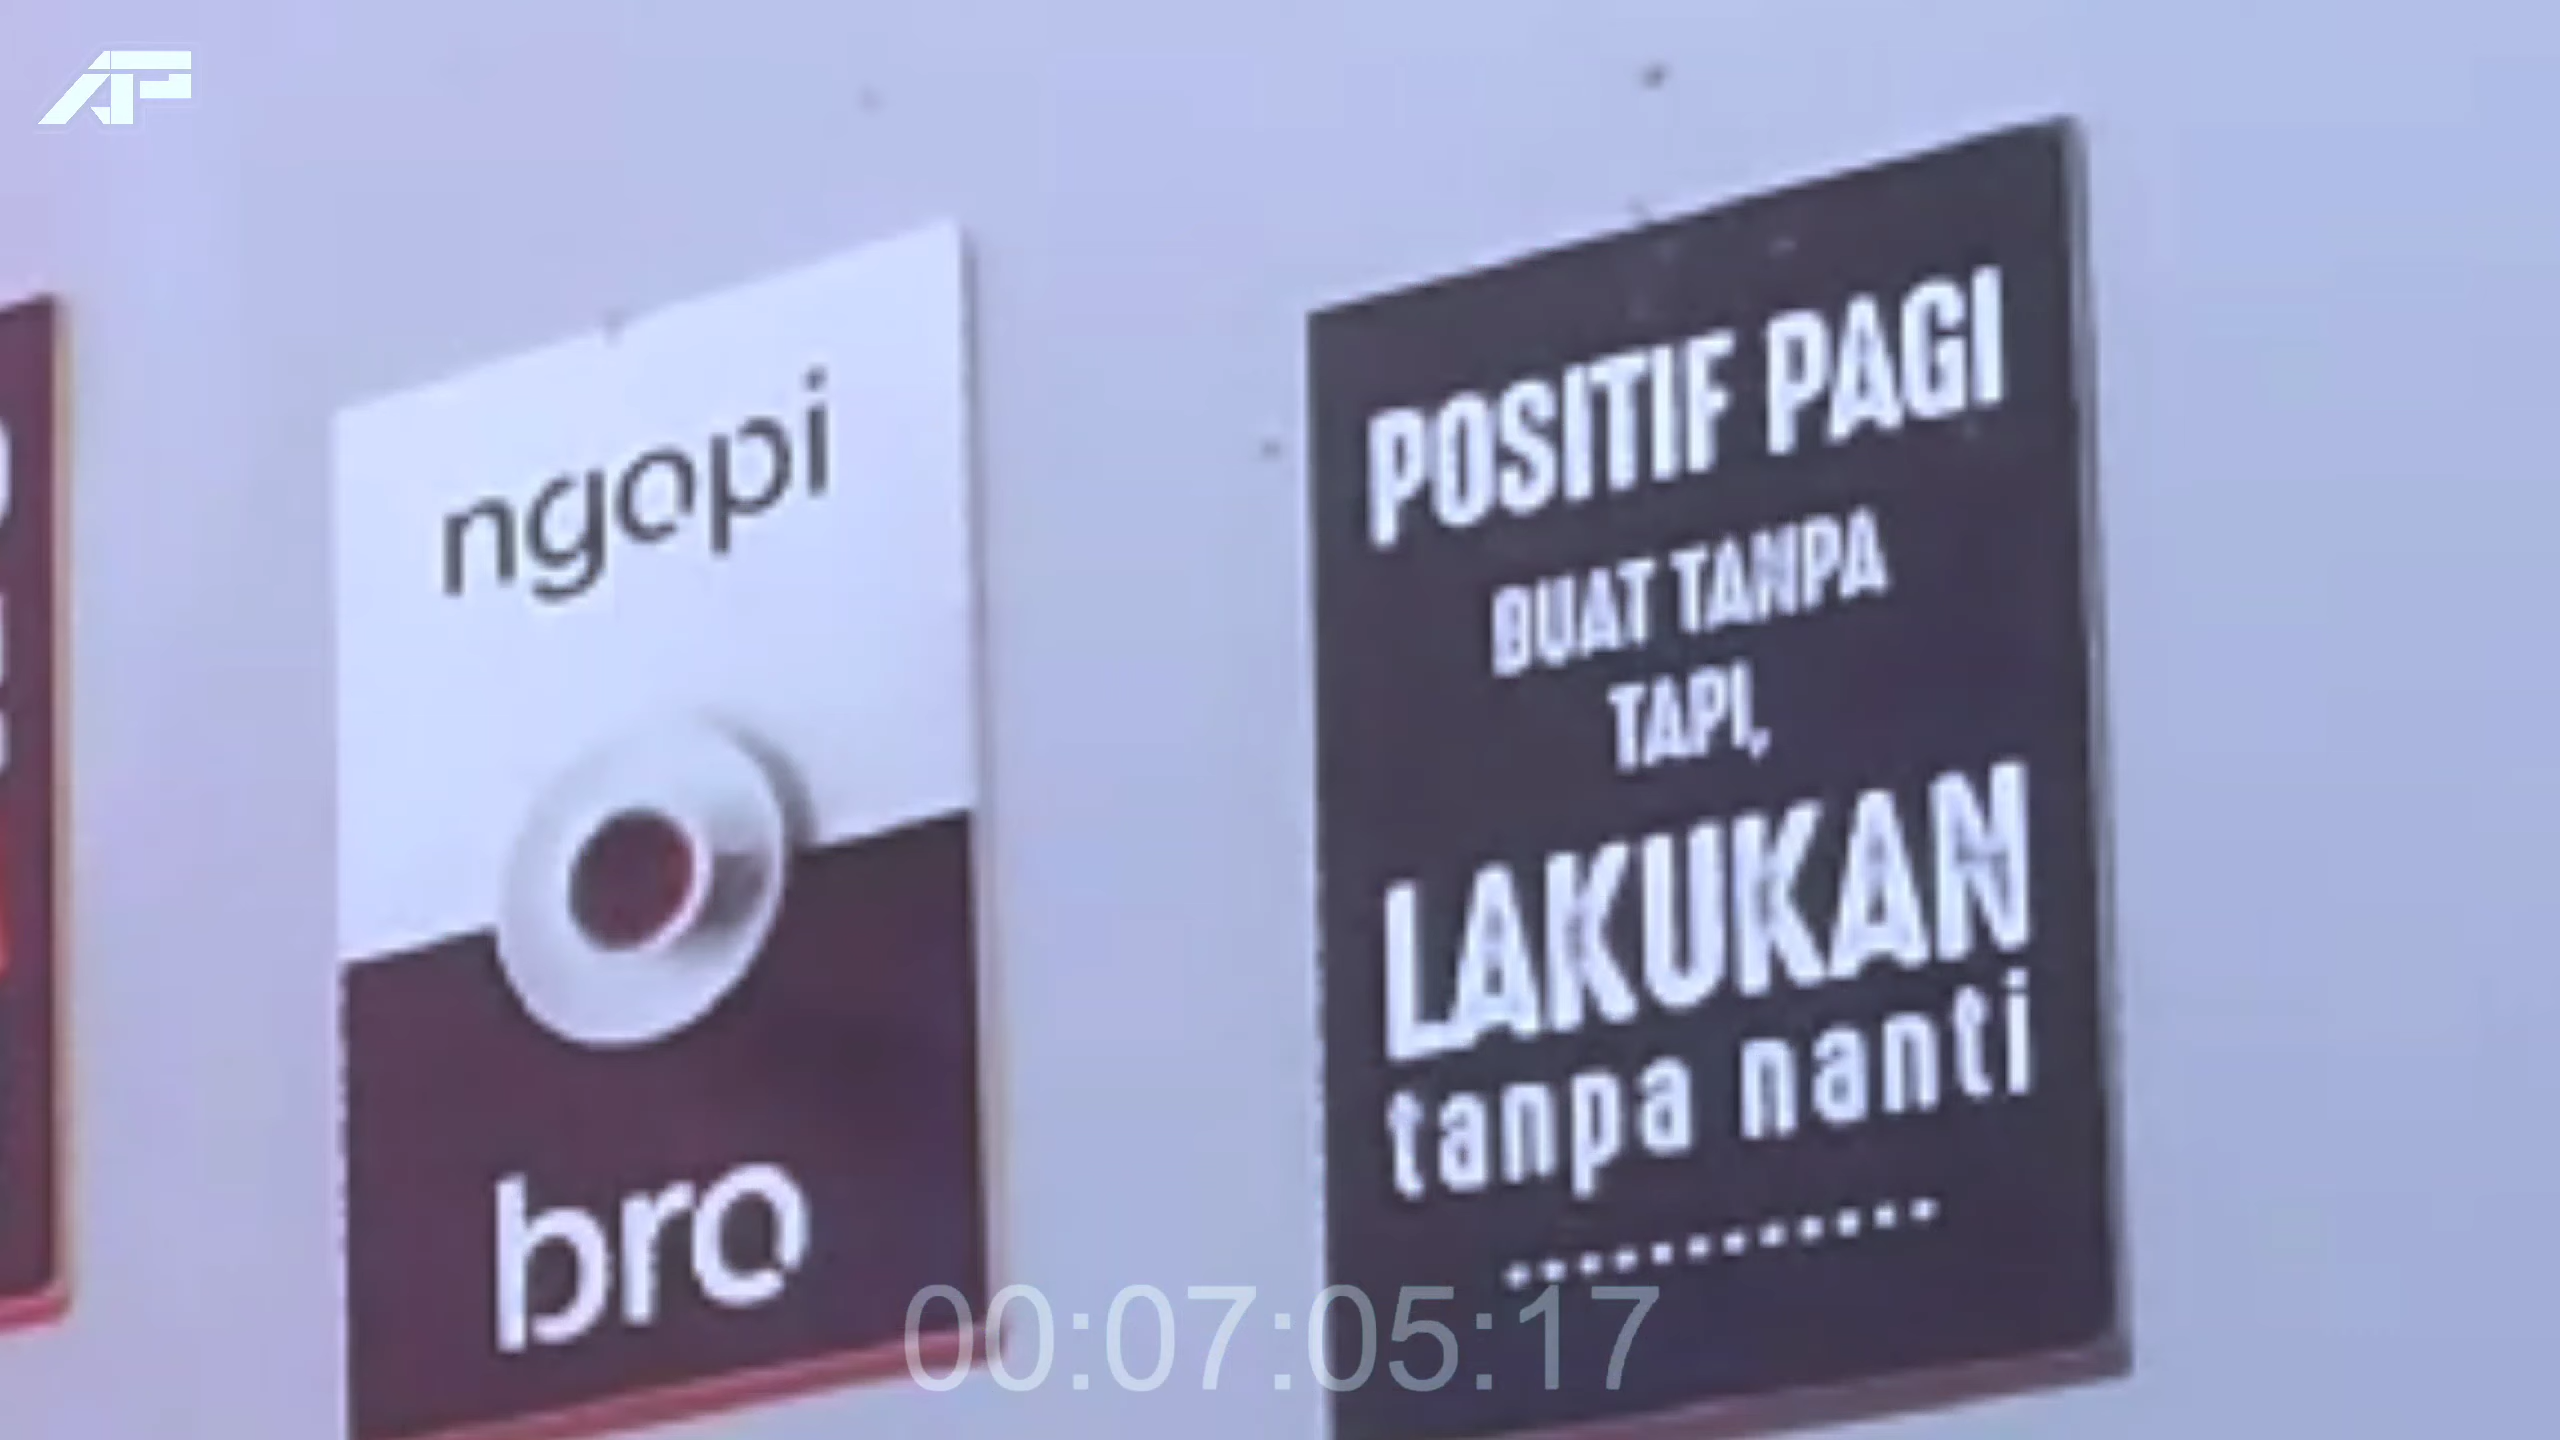 AP
ngopi
bro
POSITIF PAGI
BUAT TANPA
TAPI,
LAKUKAN
tanpa nanti
............
00:07:05:17